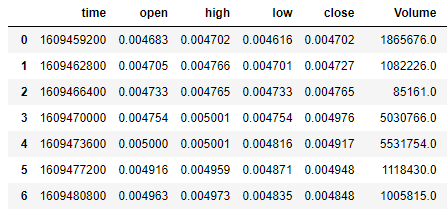 time open high low close Volume
0 1609459200 0.004683 0.004702 0.004616 0.004702 1865676.0
1 1609462800 0.004705 0.004766 0.004701 0.004727 1082226.0
2 1609466400 0.004733 0.004765 0.004733 0.004765 85161.0
3 1609470000 0.004754 0.005001 0.004754 0.004976 5030766.0
4 1609473600 0.005000 0.005001 0.004816 0.004917 5531754.0
5 1609477200 0.004916 0.004959 0.004871 0.004948 1118430.0
6 1609480800 0.004963 0.004973 0.004835 0.004848 1005815.0